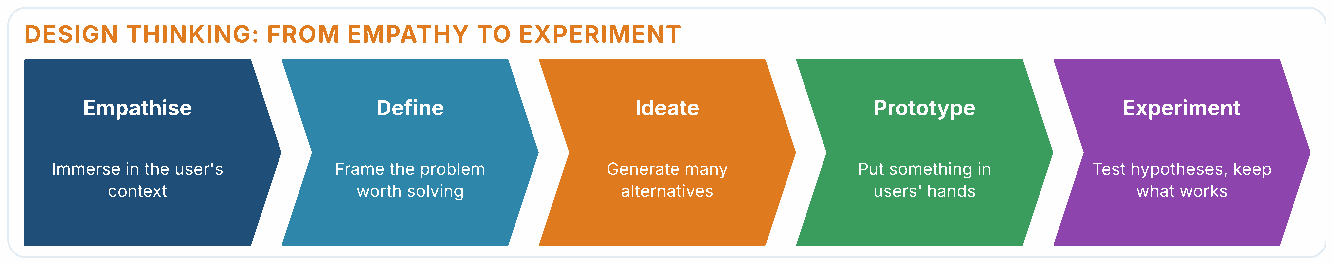 DESIGN THINKING: FROM EMPATHY TO EXPERIMENT
Empathise
Immerse in the user's
context
Define
Frame the problem
worth solving
Ideate
Generate many
alternatives
Prototype
Put something in
users' hands
Experiment
Test hypotheses, keep
what works